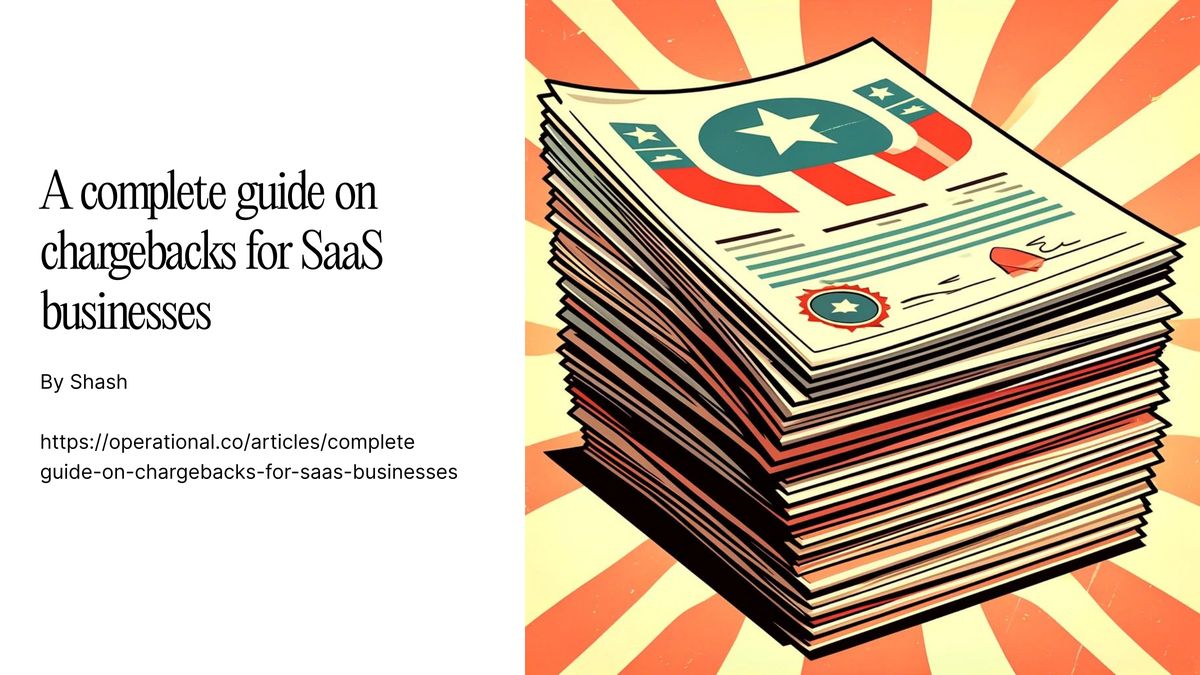 A complete guide on
chargebacks for SaaS
businesses
By Shash
https://operational.co/articles/complete
guide-on-chargebacks-for-saas-businesses